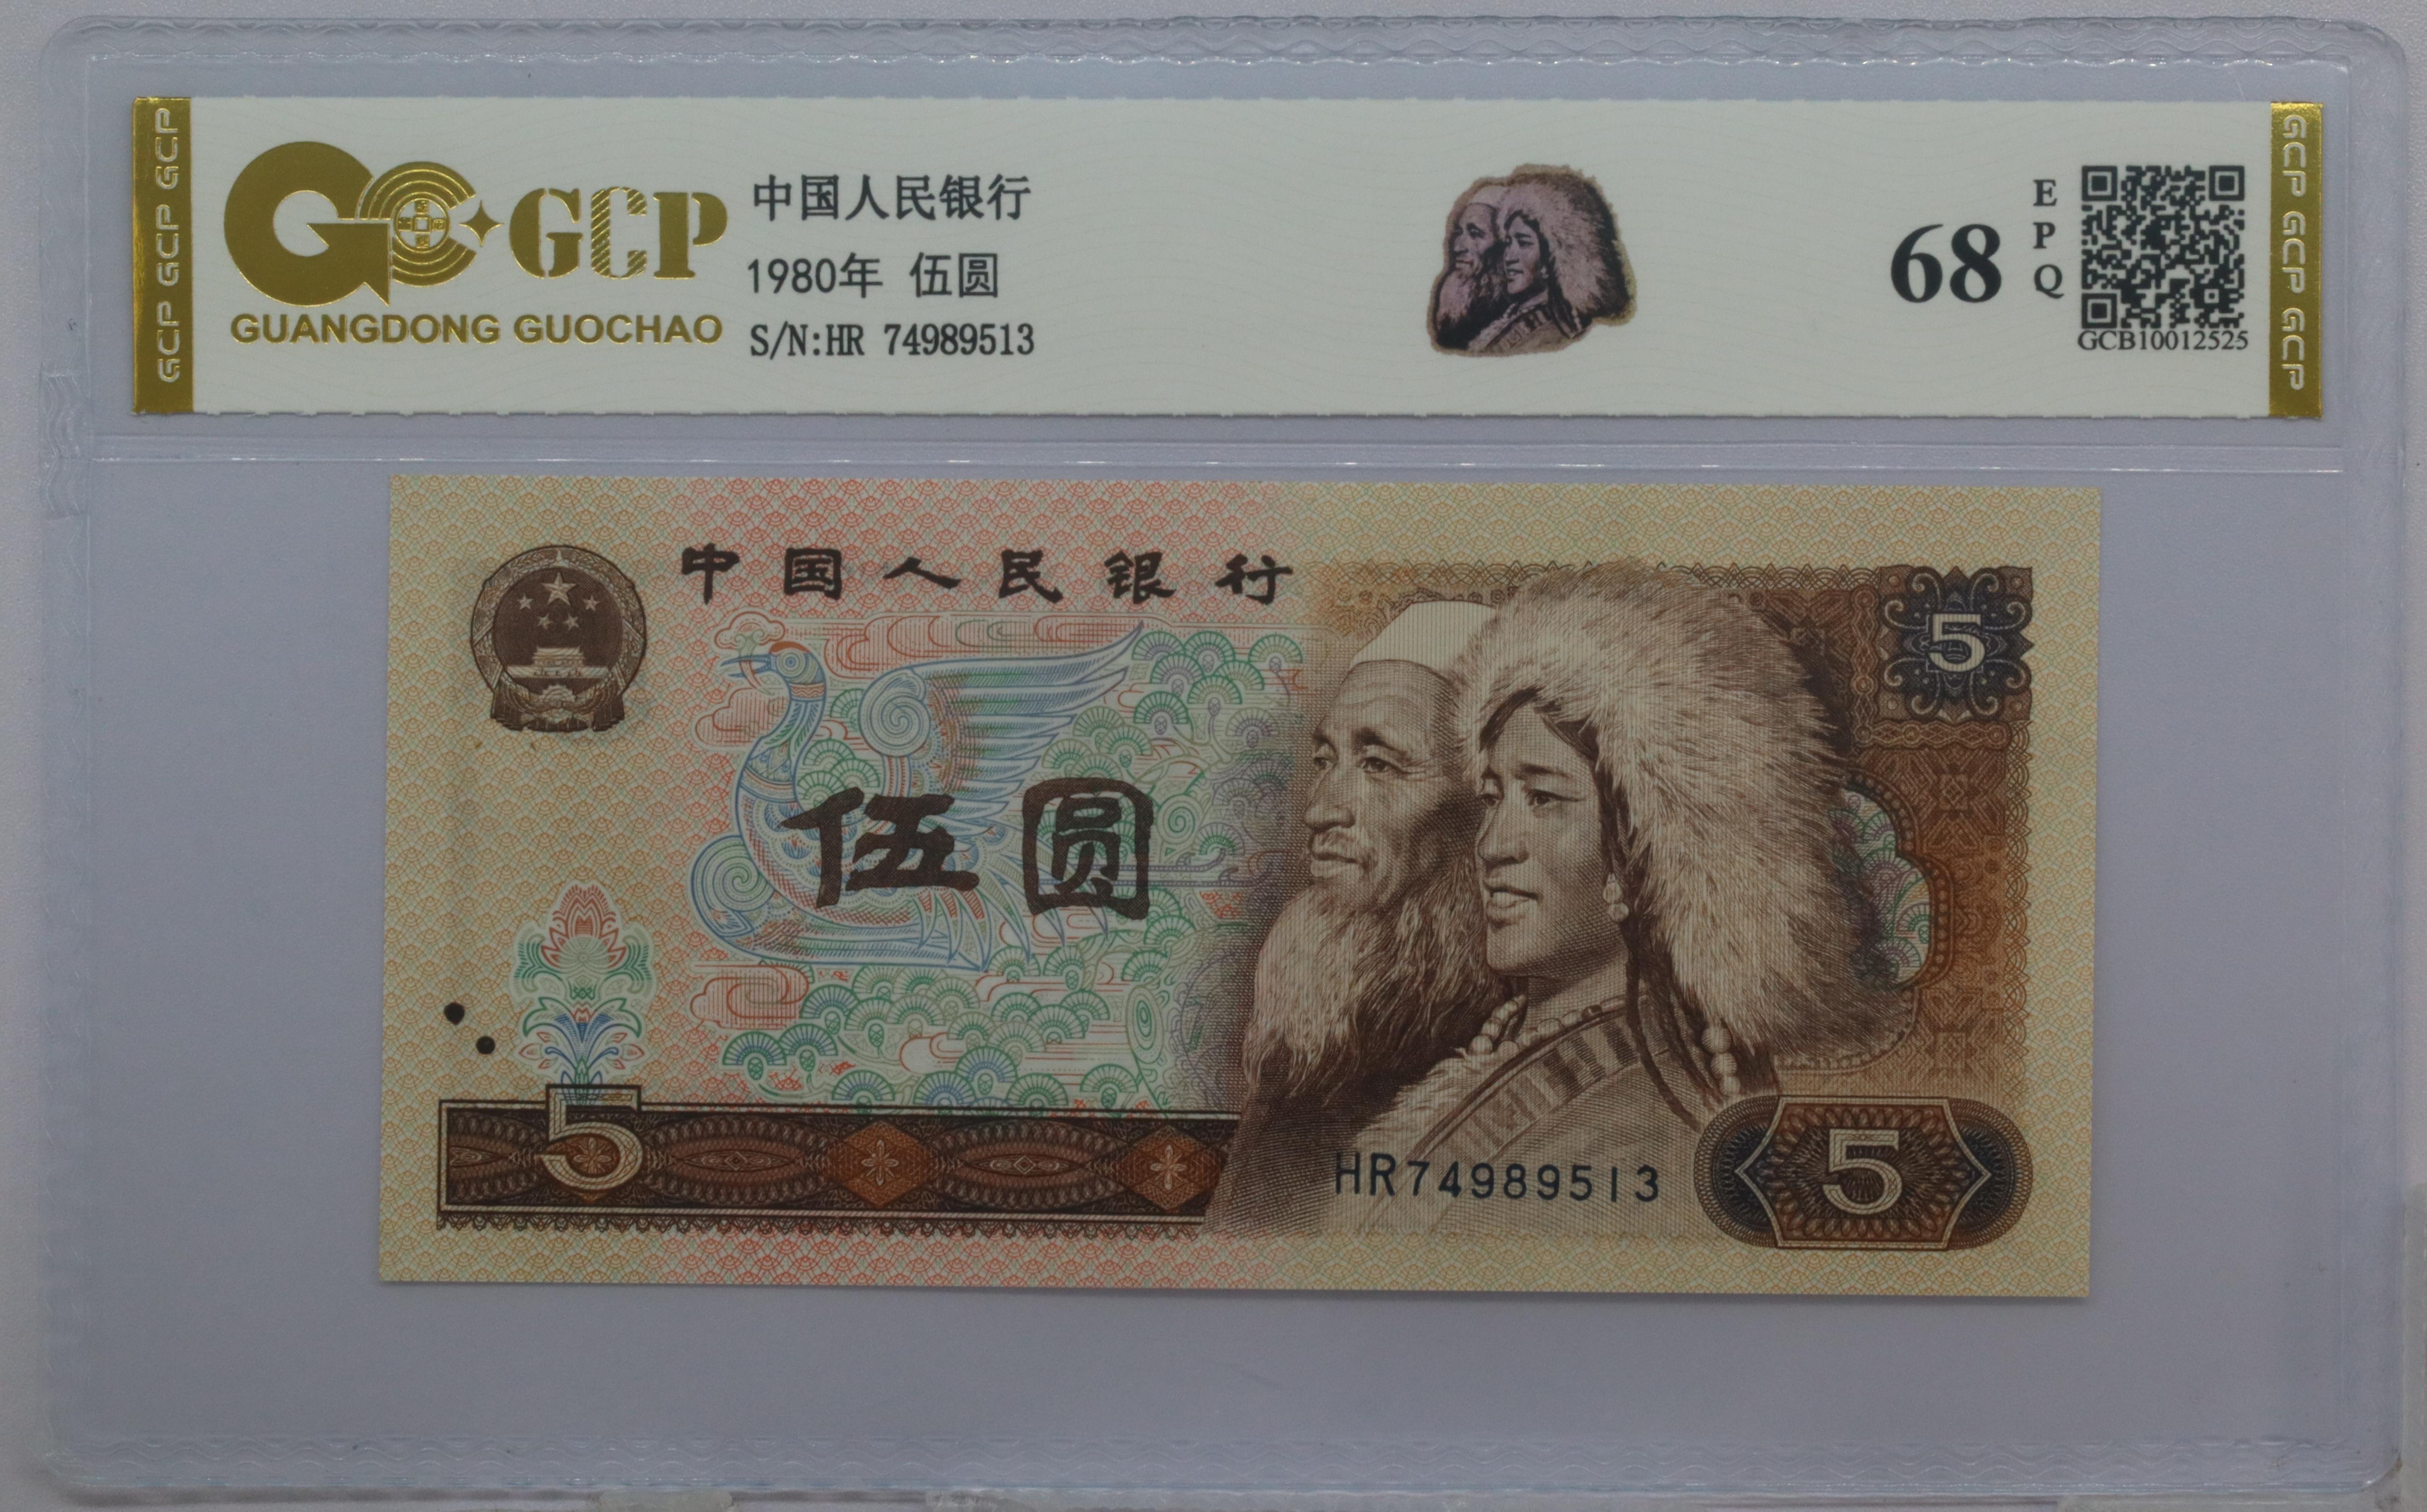 GCP GCP GCP
GCP
GUANGDONG GUOCHAO
中国人民银行
1980年 伍圆
S/N:HR 74989513
68
EPQ
GCB10012525
GCP GCP GCP
中国人民银行
5
伍圆
5
HR74989513
5